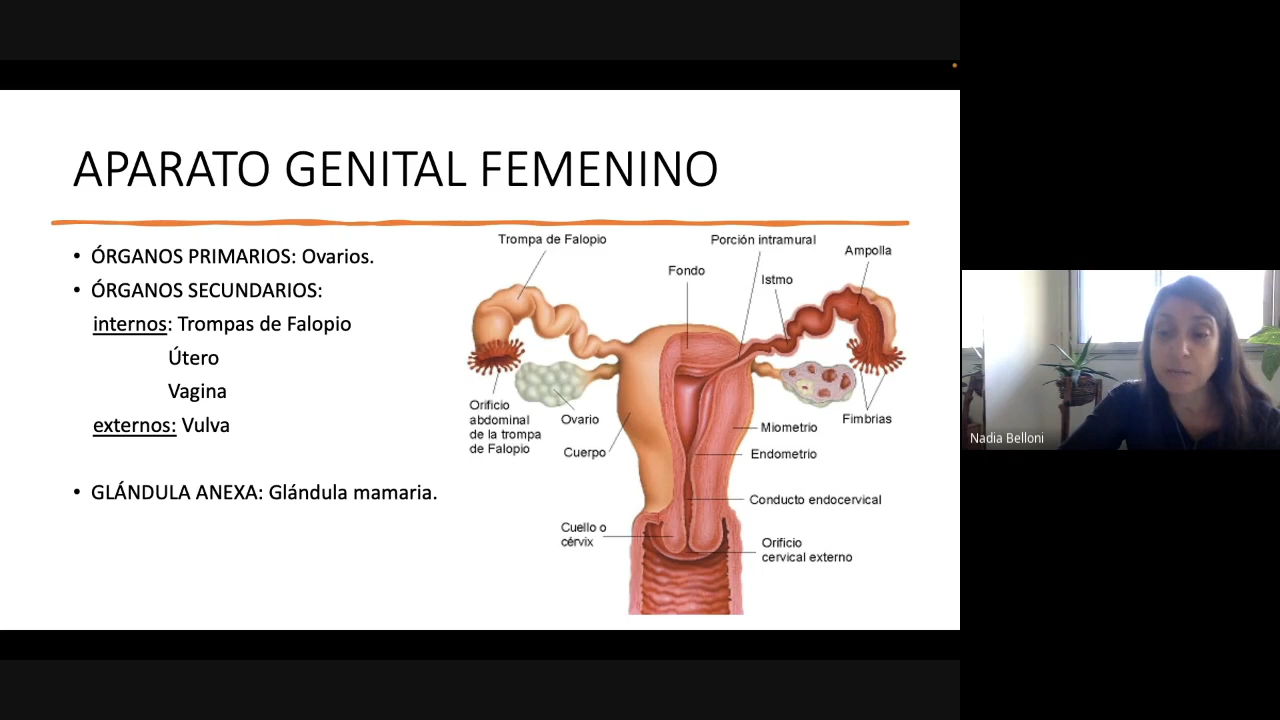 APARATO GENITAL FEMENINO
• ÓRGANOS PRIMARIOS: Ovarios.
• ÓRGANOS SECUNDARIOS:
internos: Trompas de Falopio
Útero
Vagina
externos: Vulva
• GLÁNDULA ANEXA: Glándula mamaria.
Trompa de Falopio
Porción intramural
Ampolla
Fondo
Istmo
Orificio
abdominal
de la trompa
de Falopio
Ovario
Cuerpo
Fimbrias
Miometrio
Endometrio
Conducto endocervical
Cuello o
cérvix
Orificio
cervical externo
Nadia Belloni